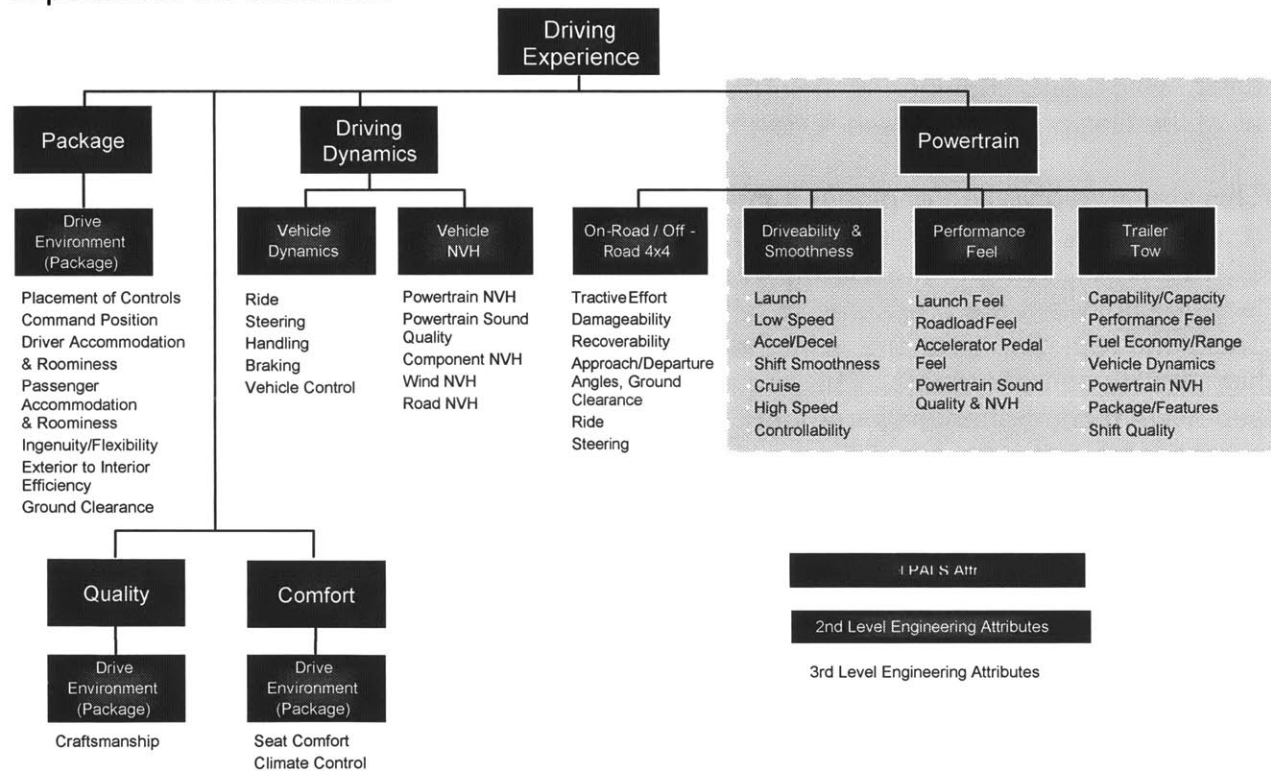 Driving
Experience
Package
Driving
Dynamics
Powertrain
Drive
Environment
(Package)
Vehicle
Dynamics
Vehicle
NVH
On-Road / Off -
Road 4x4
Driveability &
Smoothness
Performance
Feel
Trailer
Tow
Placement of Controls
Command Position
Driver Accommodation
& Roominess
Passenger
Accommodation
& Roominess
Ingenuity/Flexibility
Exterior to Interior
Efficiency
Ground Clearance
Ride
Steering
Handling
Braking
Vehicle Control
Powertrain NVH
Powertrain Sound
Quality
Component NVH
Wind NVH
Road NVH
Tractive Effort
Damageability
Recoverability
Approach/Departure
Angles, Ground
Clearance
Ride
Steering
Launch
Low Speed
Accel/Decel
Shift Smoothness
Cruise
High Speed
Controllability
Launch Feel
Roadload Feel
Accelerator Pedal
Feel
Powertrain Sound
Quality & NVH
Capability/Capacity
Performance Feel
Fuel Economy/Range
Vehicle Dynamics
Powertrain NVH
Package/Features
Shift Quality
Quality
Comfort
Drive
Environment
(Package)
Drive
Environment
(Package)
Craftsmanship
Seat Comfort
Climate Control
2nd Level Engineering Attributes
3rd Level Engineering Attributes